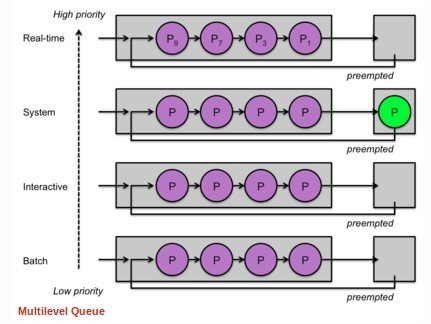 High priority
Real-time
P9 P7 P3 P1
preempted
System
P P P P P
preempted
Interactive
P P P P
preempted
Batch
P P P P
Low priority
preempted
Multilevel Queue